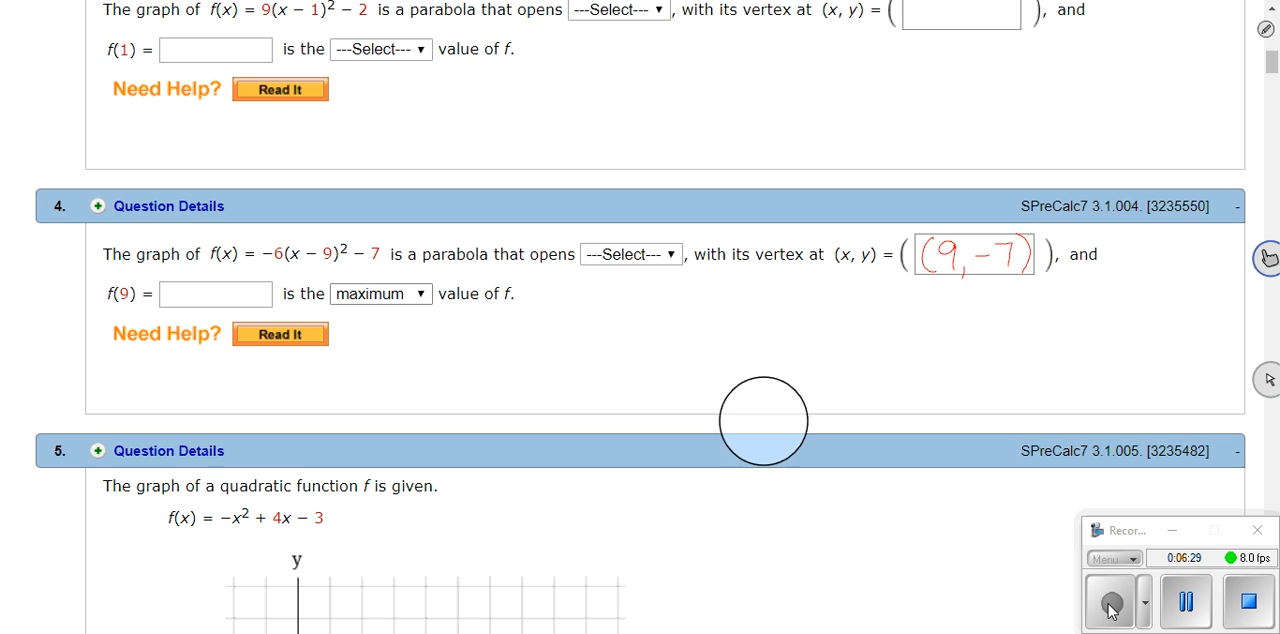 The graph of f(x) = 9(x − 1)² − 2 is a parabola that opens ---Select---, with its vertex at (x, y) = ( ), and
f(1) = is the ---Select--- value of f.
Need Help? Read It
4. Question Details SPreCalc7 3.1.004. [3235550] -
The graph of f(x) = −6(x − 9)² − 7 is a parabola that opens ---Select---, with its vertex at (x, y) = ( (9, −7) ), and
f(9) = is the maximum value of f.
Need Help? Read It
5. Question Details SPreCalc7 3.1.005. [3235482] -
The graph of a quadratic function f is given.
f(x) = −x² + 4x − 3
y
Recor...
Menu 0:06:29 8.0 fps